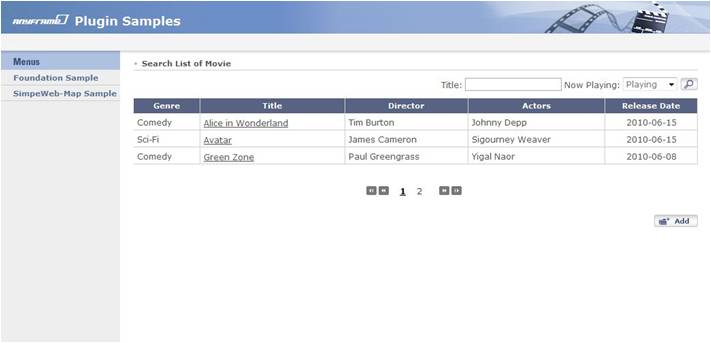 ANYFRAME Plugin Samples
Menus
Foundation Sample
SimpeWeb-Map Sample
Search List of Movie
Title: Now Playing: Playing
Genre Title Director Actors Release Date
Comedy Alice in Wonderland Tim Burton Johnny Depp 2010-06-15
Sci-Fi Avatar James Cameron Sigourney Weaver 2010-06-15
Comedy Green Zone Paul Greengrass Yigal Naor 2010-06-08
1 2
Add